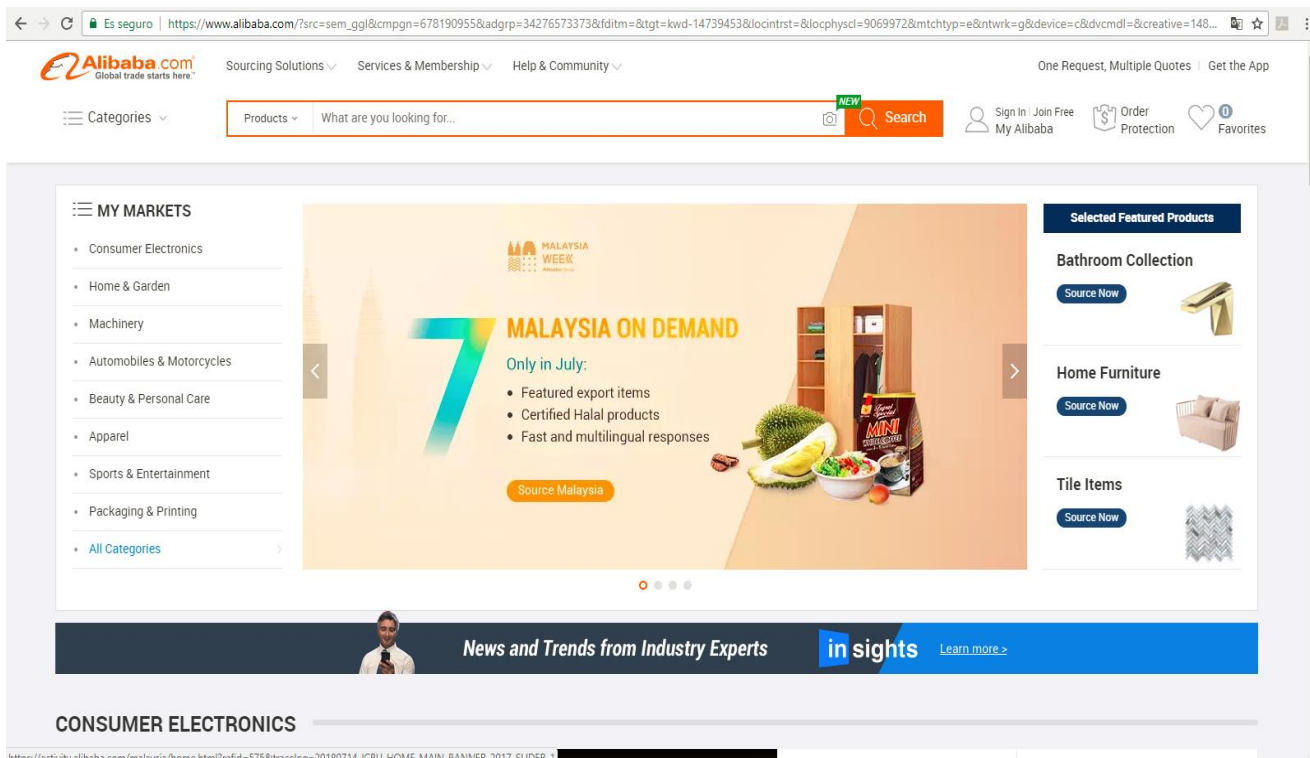 Es seguro | https://www.alibaba.com/?src=sem_ggl&cmpgn=678190955&adgrp=34276573373&fditm=&tgt=kwd-14739453&locintrst=&locphyscl=9069972&mtchtyp=e&ntwrk=g&device=c&dvcmdl=&creative=148...
Alibaba.com
Global trade starts here.
Sourcing Solutions Services & Membership Help & Community
One Request, Multiple Quotes | Get the App
Categories
Products What are you looking for...
NEW
Search
Sign In | Join Free
My Alibaba
Order
Protection
0
Favorites
MY MARKETS
Consumer Electronics
Home & Garden
Machinery
Automobiles & Motorcycles
Beauty & Personal Care
Apparel
Sports & Entertainment
Packaging & Printing
All Categories
MALAYSIA
WEEK
7
MALAYSIA ON DEMAND
Only in July:
• Featured export items
• Certified Halal products
• Fast and multilingual responses
Source Malaysia
MINI
Selected Featured Products
Bathroom Collection
Source Now
Home Furniture
Source Now
Tile Items
Source Now
News and Trends from Industry Experts insights Learn more >
CONSUMER ELECTRONICS